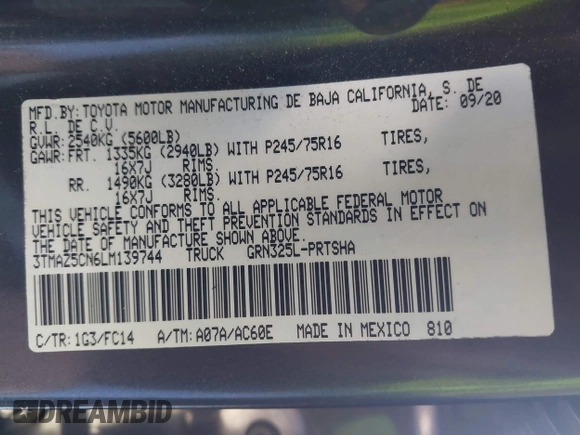 MFD.BY:TOYOTA MOTOR MANUFACTURING DE BAJA CALIFORNIA, S. DE
R.L. DE C.V. DATE: 09/20
GVWR: 2540KG (5600LB)
GAWR:FRT. 1335KG (2940LB) WITH P245/75R16 TIRES,
16x7J RIMS.
RR. 1490KG (3280LB) WITH P245/75R16 TIRES,
16x7J RIMS.
THIS VEHICLE CONFORMS TO ALL APPLICABLE FEDERAL MOTOR
VEHICLE SAFETY AND THEFT PREVENTION STANDARDS IN EFFECT ON
THE DATE OF MANUFACTURE SHOWN ABOVE.
3TMAZ5CN6LM139744 TRUCK GRN325L-PRTSHA
C/TR:1G3/FC14 A/TM:A07A/AC60E MADE IN MEXICO 810
DREAMBID